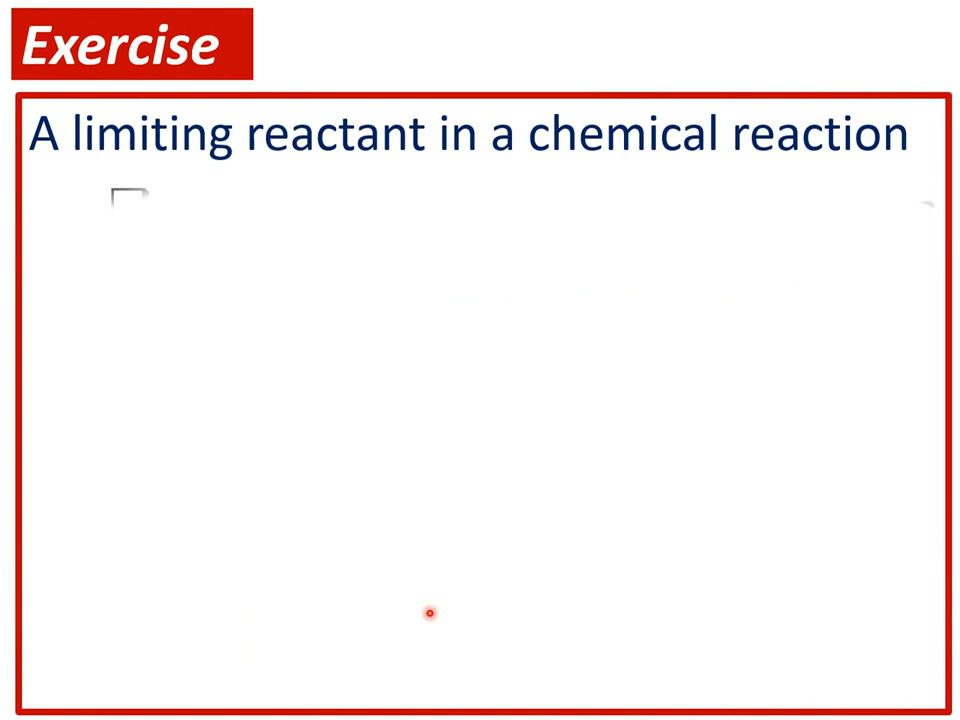 Exercise
A limiting reactant in a chemical reaction